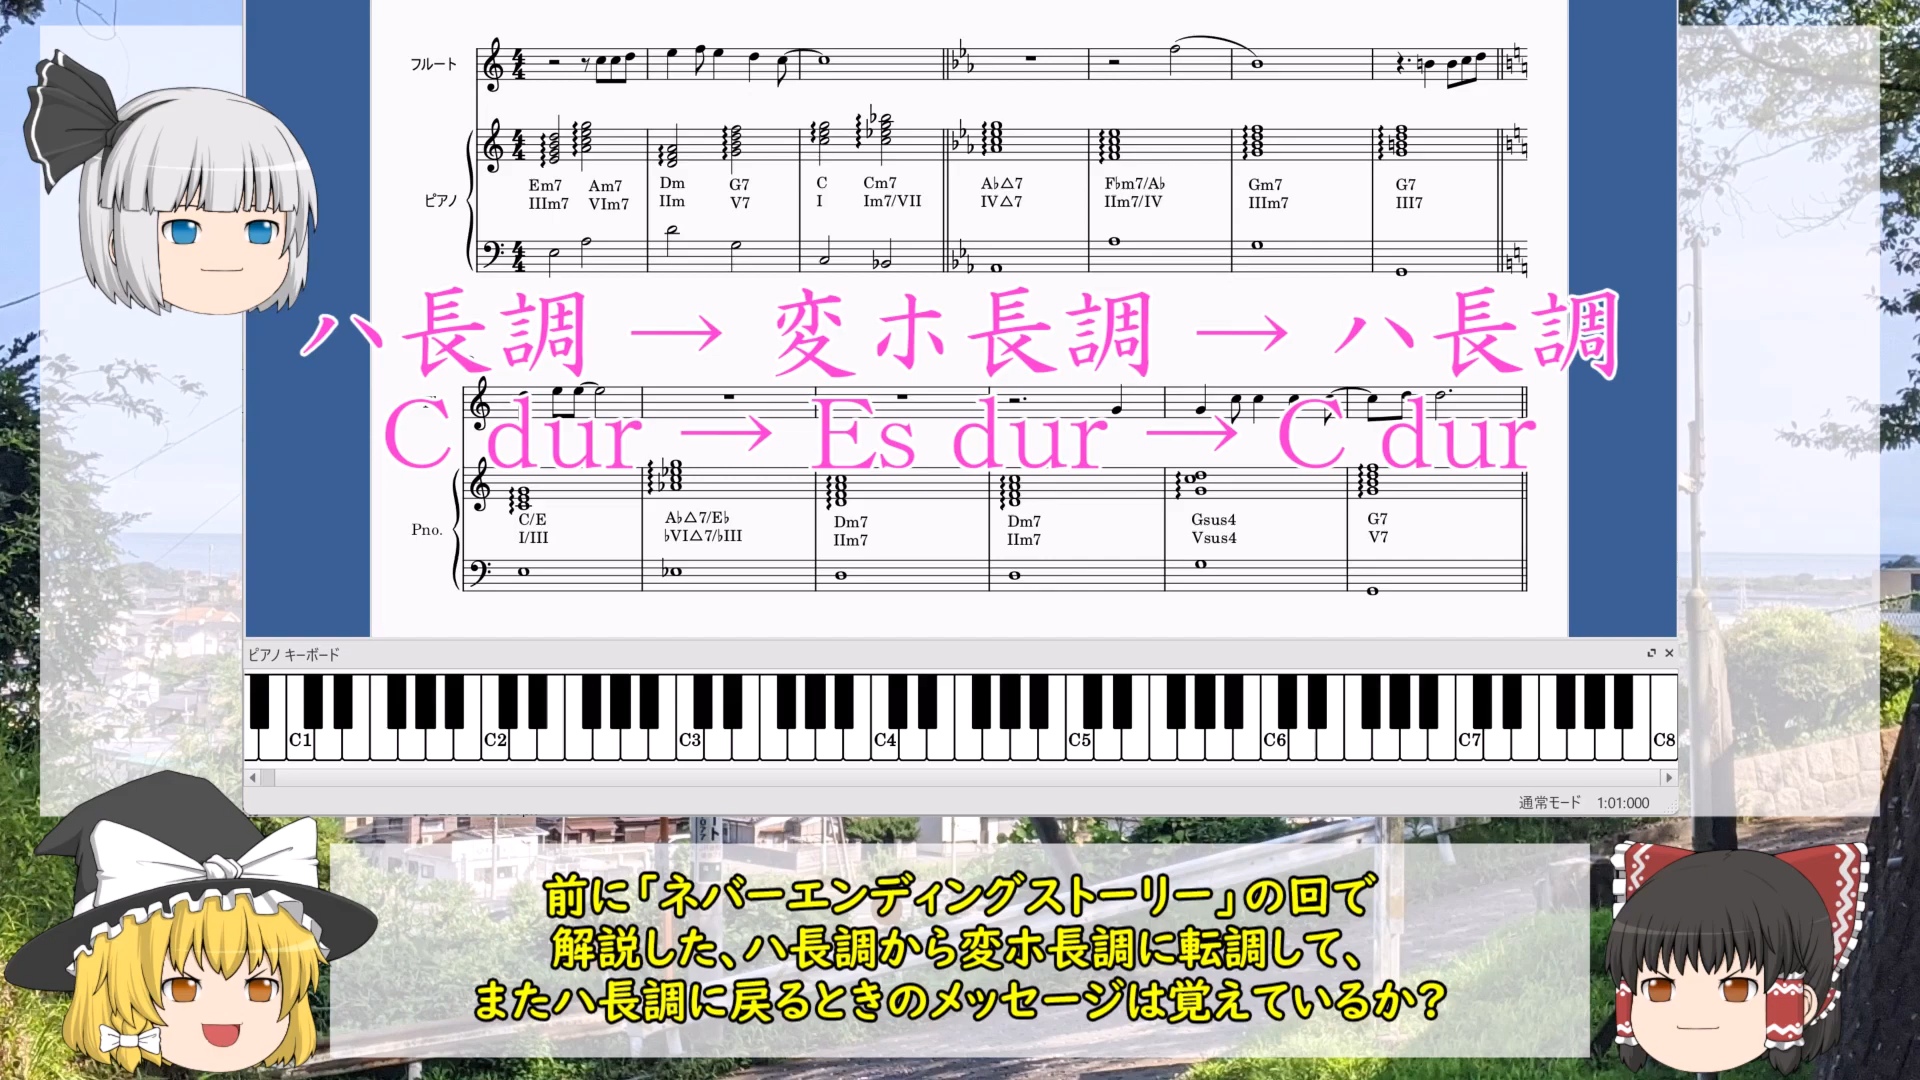 フルート
ピアノ
Em7 Am7 Dm G7 C Cm7 A♭△7 F♭m7/A♭ Gm7 G7
IIIm7 VIm7 IIm V7 I Im7/VII IV△7 IIm7/IV IIIm7 III7
ハ長調 → 変ホ長調 → ハ長調
C dur → Es dur → C dur
Pno.
C/E A♭△7/E♭ Dm7 Dm7 Gsus4 G7
I/III ♭VI△7/♭III IIm7 IIm7 Vsus4 V7
ピアノ キーボード
C1 C2 C3 C4 C5 C6 C7 C8
通常モード 1:01:000
前に「ネバーエンディングストーリー」の回で
解説した、ハ長調から変ホ長調に転調して、
またハ長調に戻るときのメッセージは覚えているか?